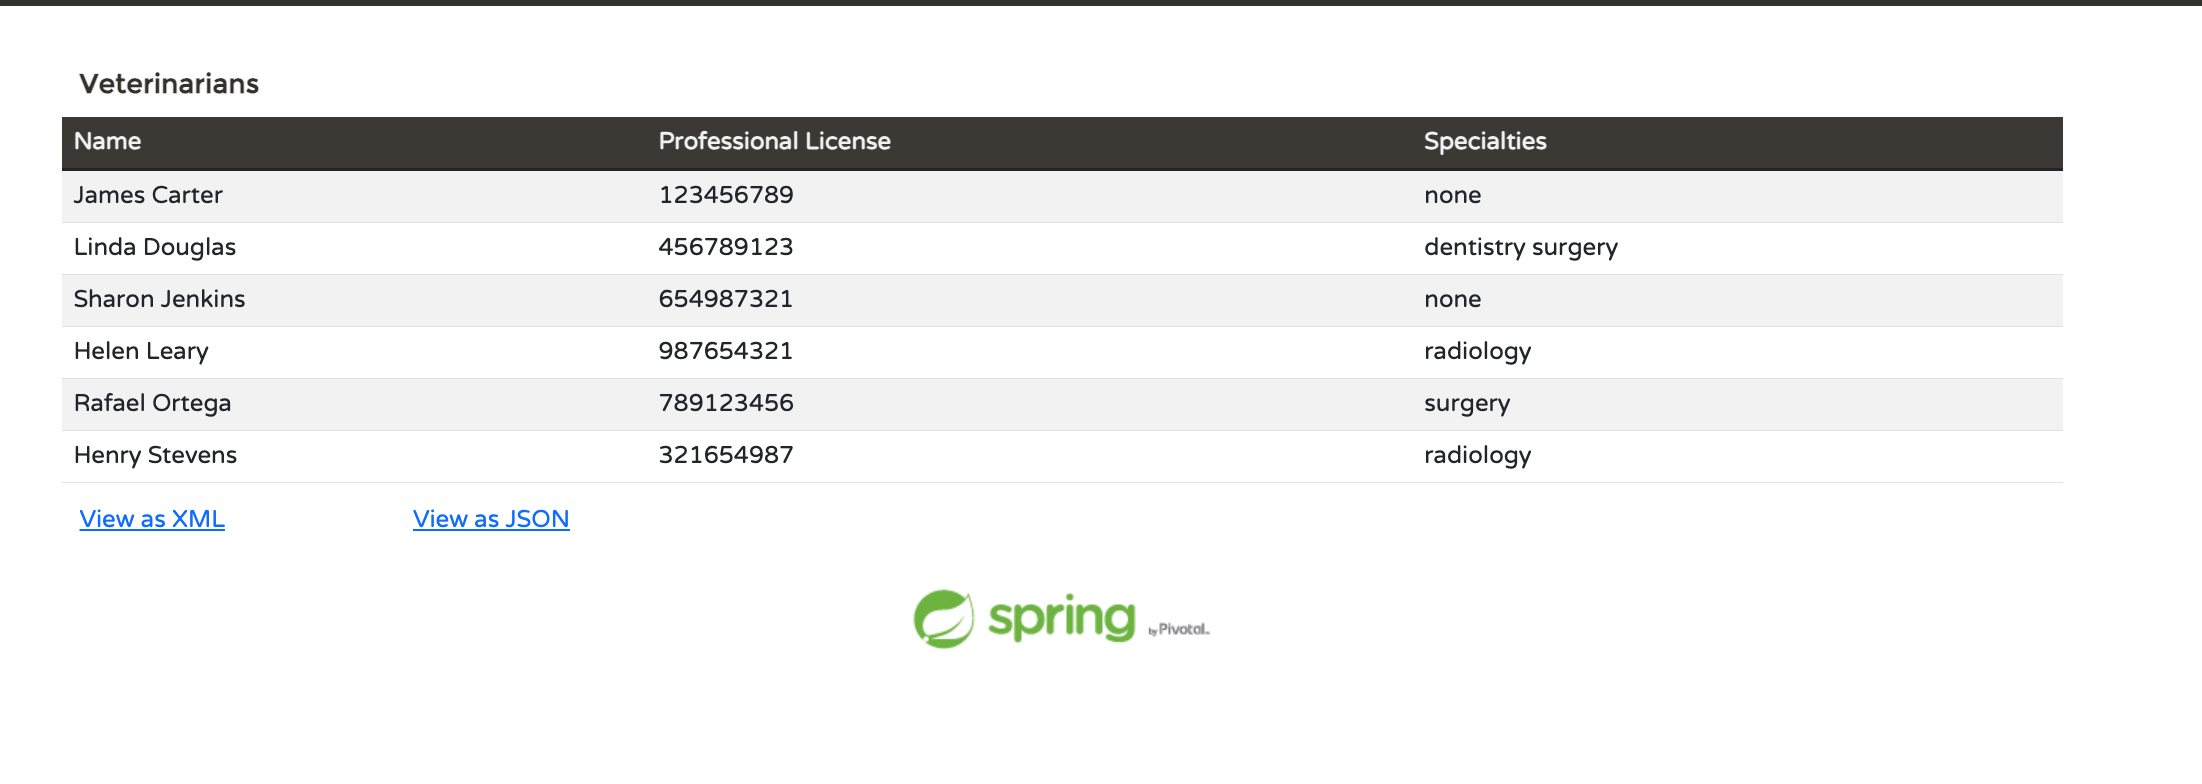 Veterinarians
Name Professional License Specialties
James Carter 123456789 none
Linda Douglas 456789123 dentistry surgery
Sharon Jenkins 654987321 none
Helen Leary 987654321 radiology
Rafael Ortega 789123456 surgery
Henry Stevens 321654987 radiology
View as XML View as JSON
spring by Pivotal.